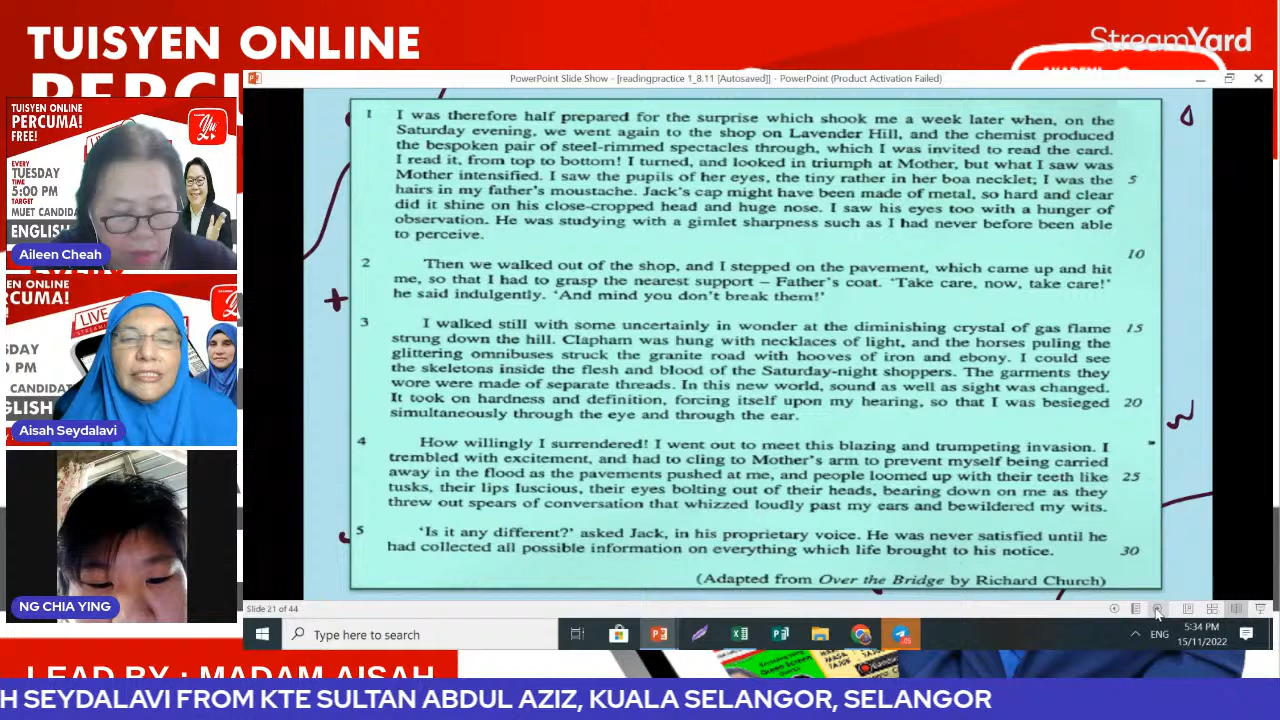 TUISYEN ONLINE
StreamYard
PowerPoint Slide Show - [readingpractice 1_8.11 [Autosaved]] - PowerPoint (Product Activation Failed)
TUISYEN ONLINE
PERCUMA!
FREE!
EVERY
TUESDAY
TIME
5:00 PM
TARGET
MUET CANDIDA
ENGLISH
Aileen Cheah
EN ONLINE
CUMA!
LIVE
SDAY
0 PM
CANDIDAT
GLISH
Aisah Seydalavi
NG CHIA YING
1 I was therefore half prepared for the surprise which shook me a week later when, on the
Saturday evening, we went again to the shop on Lavender Hill, and the chemist produced
the bespoken pair of steel-rimmed spectacles through, which I was invited to read the card.
I read it, from top to bottom! I turned, and looked in triumph at Mother, but what I saw was
Mother intensified. I saw the pupils of her eyes, the tiny rather in her boa necklet; I was the 5
hairs in my father's moustache. Jack's cap might have been made of metal, so hard and clear
did it shine on his close-cropped head and huge nose. I saw his eyes too with a hunger of
observation. He was studying with a gimlet sharpness such as I had never before been able
to perceive.
10
2 Then we walked out of the shop, and I stepped on the pavement, which came up and hit
me, so that I had to grasp the nearest support – Father's coat. 'Take care, now, take care!'
he said indulgently. 'And mind you don't break them!'
3 I walked still with some uncertainly in wonder at the diminishing crystal of gas flame 15
strung down the hill. Clapham was hung with necklaces of light, and the horses puling the
glittering omnibuses struck the granite road with hooves of iron and ebony. I could see
the skeletons inside the flesh and blood of the Saturday-night shoppers. The garments they
wore were made of separate threads. In this new world, sound as well as sight was changed.
It took on hardness and definition, forcing itself upon my hearing, so that I was besieged 20
simultaneously through the eye and through the ear.
4 How willingly I surrendered! I went out to meet this blazing and trumpeting invasion. I
trembled with excitement, and had to cling to Mother's arm to prevent myself being carried
away in the flood as the pavements pushed at me, and people loomed up with their teeth like 25
tusks, their lips luscious, their eyes bolting out of their heads, bearing down on me as they
threw out spears of conversation that whizzed loudly past my ears and bewildered my wits.
5 'Is it any different?' asked Jack, in his proprietary voice. He was never satisfied until he
had collected all possible information on everything which life brought to his notice. 30
(Adapted from Over the Bridge by Richard Church)
Slide 21 of 44
Type here to search
ENG
5:34 PM
15/11/2022
LEAD BY : MADAM AISAH
H SEYDALAVI FROM KTE SULTAN ABDUL AZIZ, KUALA SELANGOR, SELANGOR